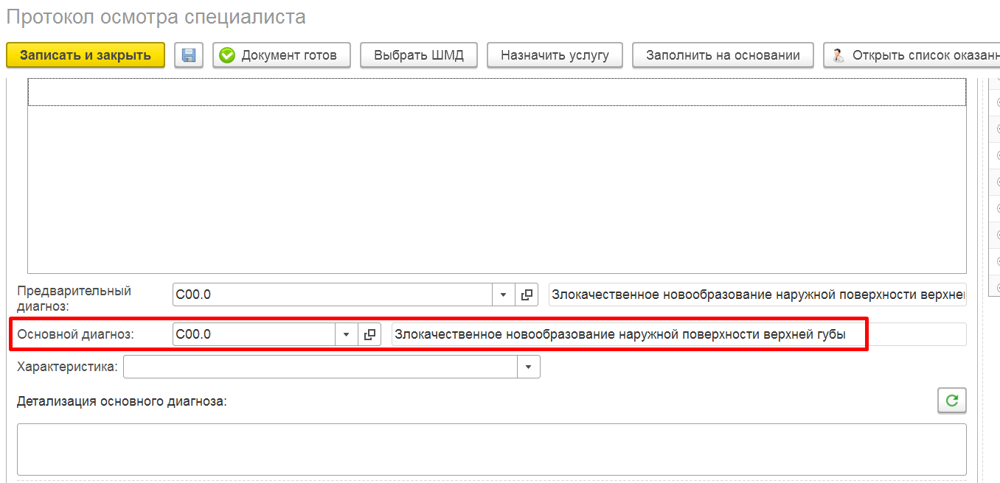 Протокол осмотра специалиста
Записать и закрыть Документ готов Выбрать ШМД Назначить услугу Заполнить на основании Открыть список оказанн
Предварительный
диагноз: C00.0 Злокачественное новообразование наружной поверхности верхне
Основной диагноз: C00.0 Злокачественное новообразование наружной поверхности верхней губы
Характеристика:
Детализация основного диагноза: